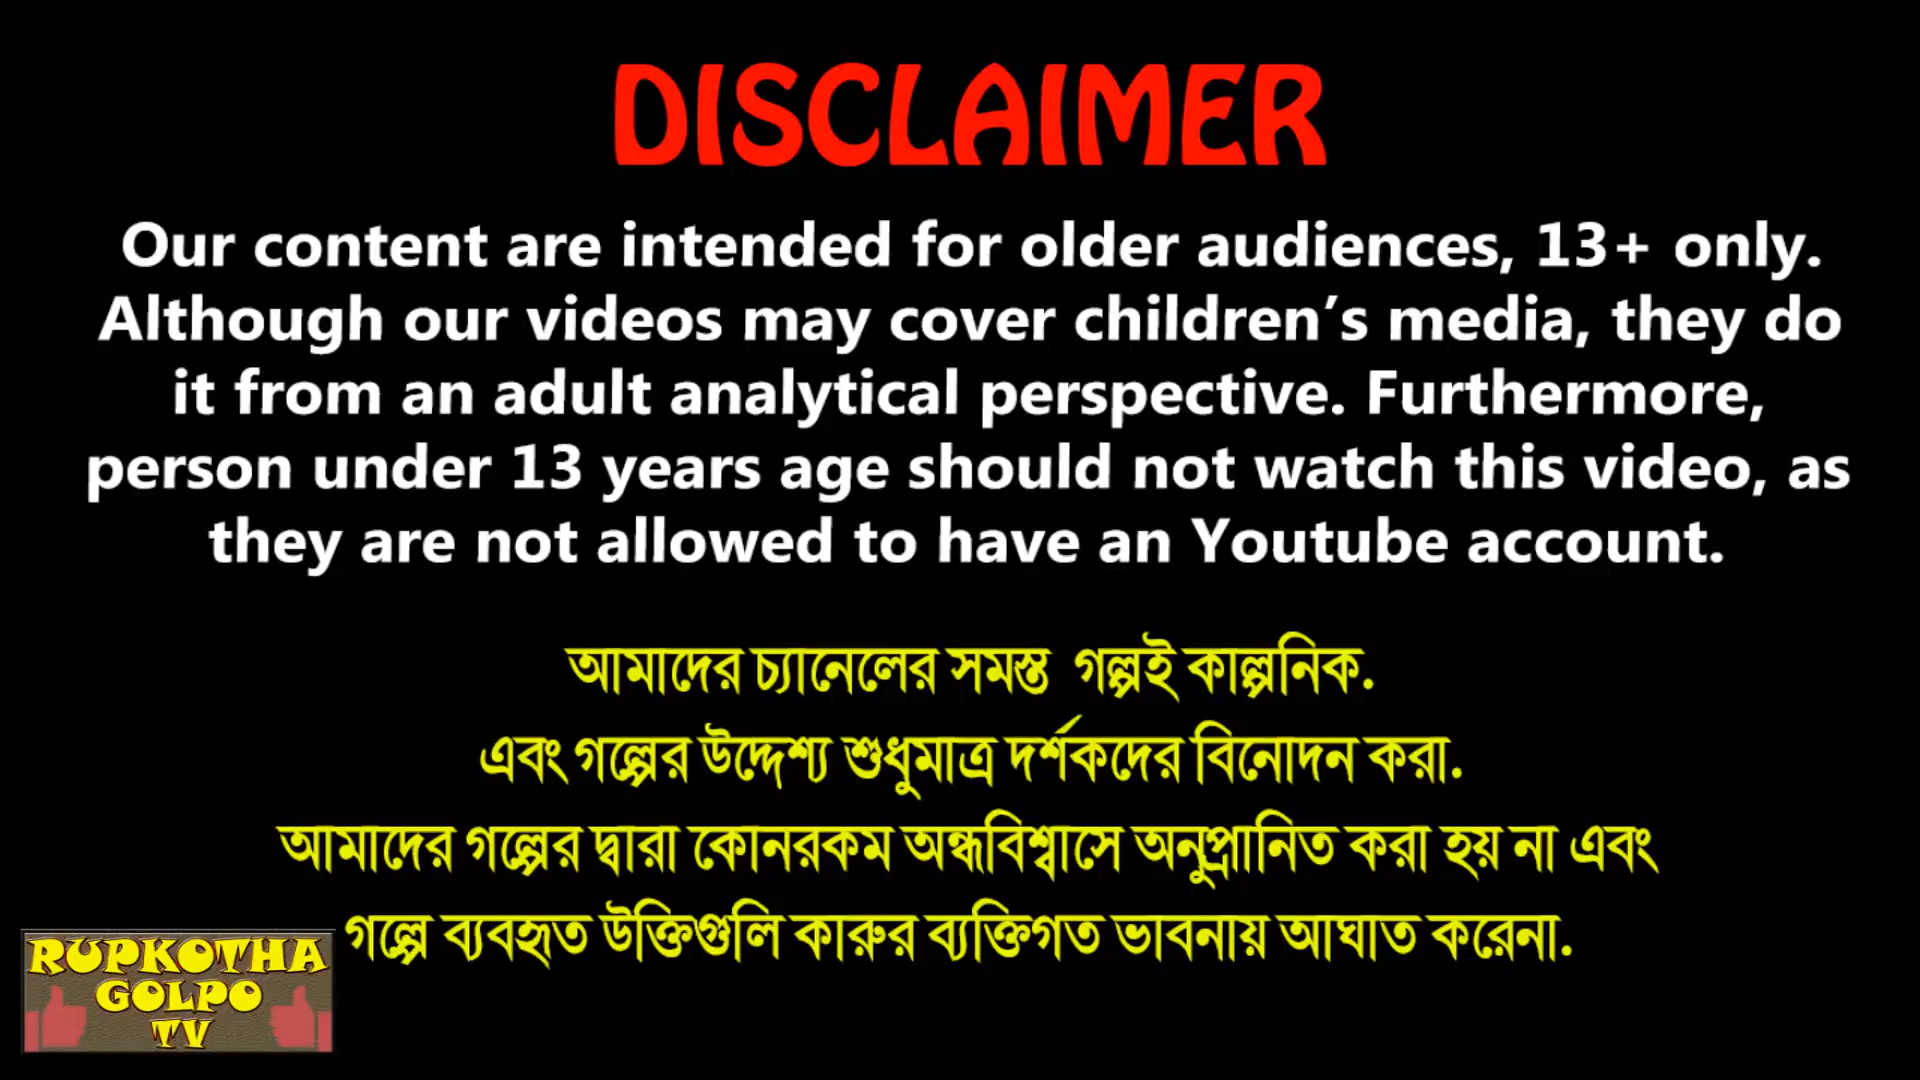 DISCLAIMER
Our content are intended for older audiences, 13+ only.
Although our videos may cover children’s media, they do
it from an adult analytical perspective. Furthermore,
person under 13 years age should not watch this video, as
they are not allowed to have an Youtube account.
আমাদের চ্যানেলের সমস্ত গল্পই কাল্পনিক.
এবং গল্পের উদ্দেশ্য শুধুমাত্র দর্শকদের বিনোদন করা.
আমাদের গল্পের দ্বারা কোনরকম অন্ধবিশ্বাসে অনুপ্রানিত করা হয় না এবং
গল্পে ব্যবহৃত উক্তিগুলি কারুর ব্যক্তিগত ভাবনায় আঘাত করেনা.
RUPKOTHA
GOLPO
TV